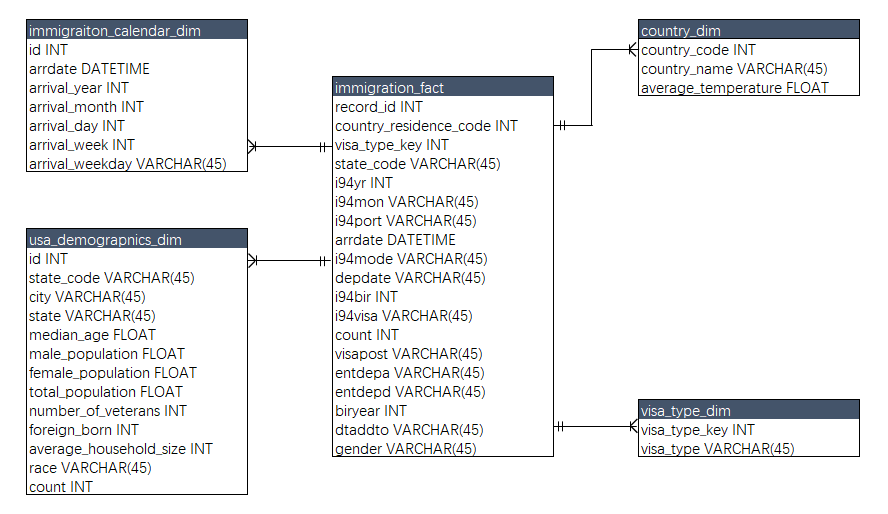 immigraiton_calendar_dim
id INT
arrdate DATETIME
arrival_year INT
arrival_month INT
arrival_day INT
arrival_week INT
arrival_weekday VARCHAR(45)
usa_demograpnics_dim
id INT
state_code VARCHAR(45)
city VARCHAR(45)
state VARCHAR(45)
median_age FLOAT
male_population FLOAT
female_population FLOAT
total_population FLOAT
number_of_veterans INT
foreign_born INT
average_household_size INT
race VARCHAR(45)
count INT
immigration_fact
record_id INT
country_residence_code INT
visa_type_key INT
state_code VARCHAR(45)
i94yr INT
i94mon VARCHAR(45)
i94port VARCHAR(45)
arrdate DATETIME
i94mode VARCHAR(45)
depdate VARCHAR(45)
i94bir INT
i94visa VARCHAR(45)
count INT
visapost VARCHAR(45)
entdepa VARCHAR(45)
entdepd VARCHAR(45)
biryear INT
dtaddto VARCHAR(45)
gender VARCHAR(45)
country_dim
country_code INT
country_name VARCHAR(45)
average_temperature FLOAT
visa_type_dim
visa_type_key INT
visa_type VARCHAR(45)